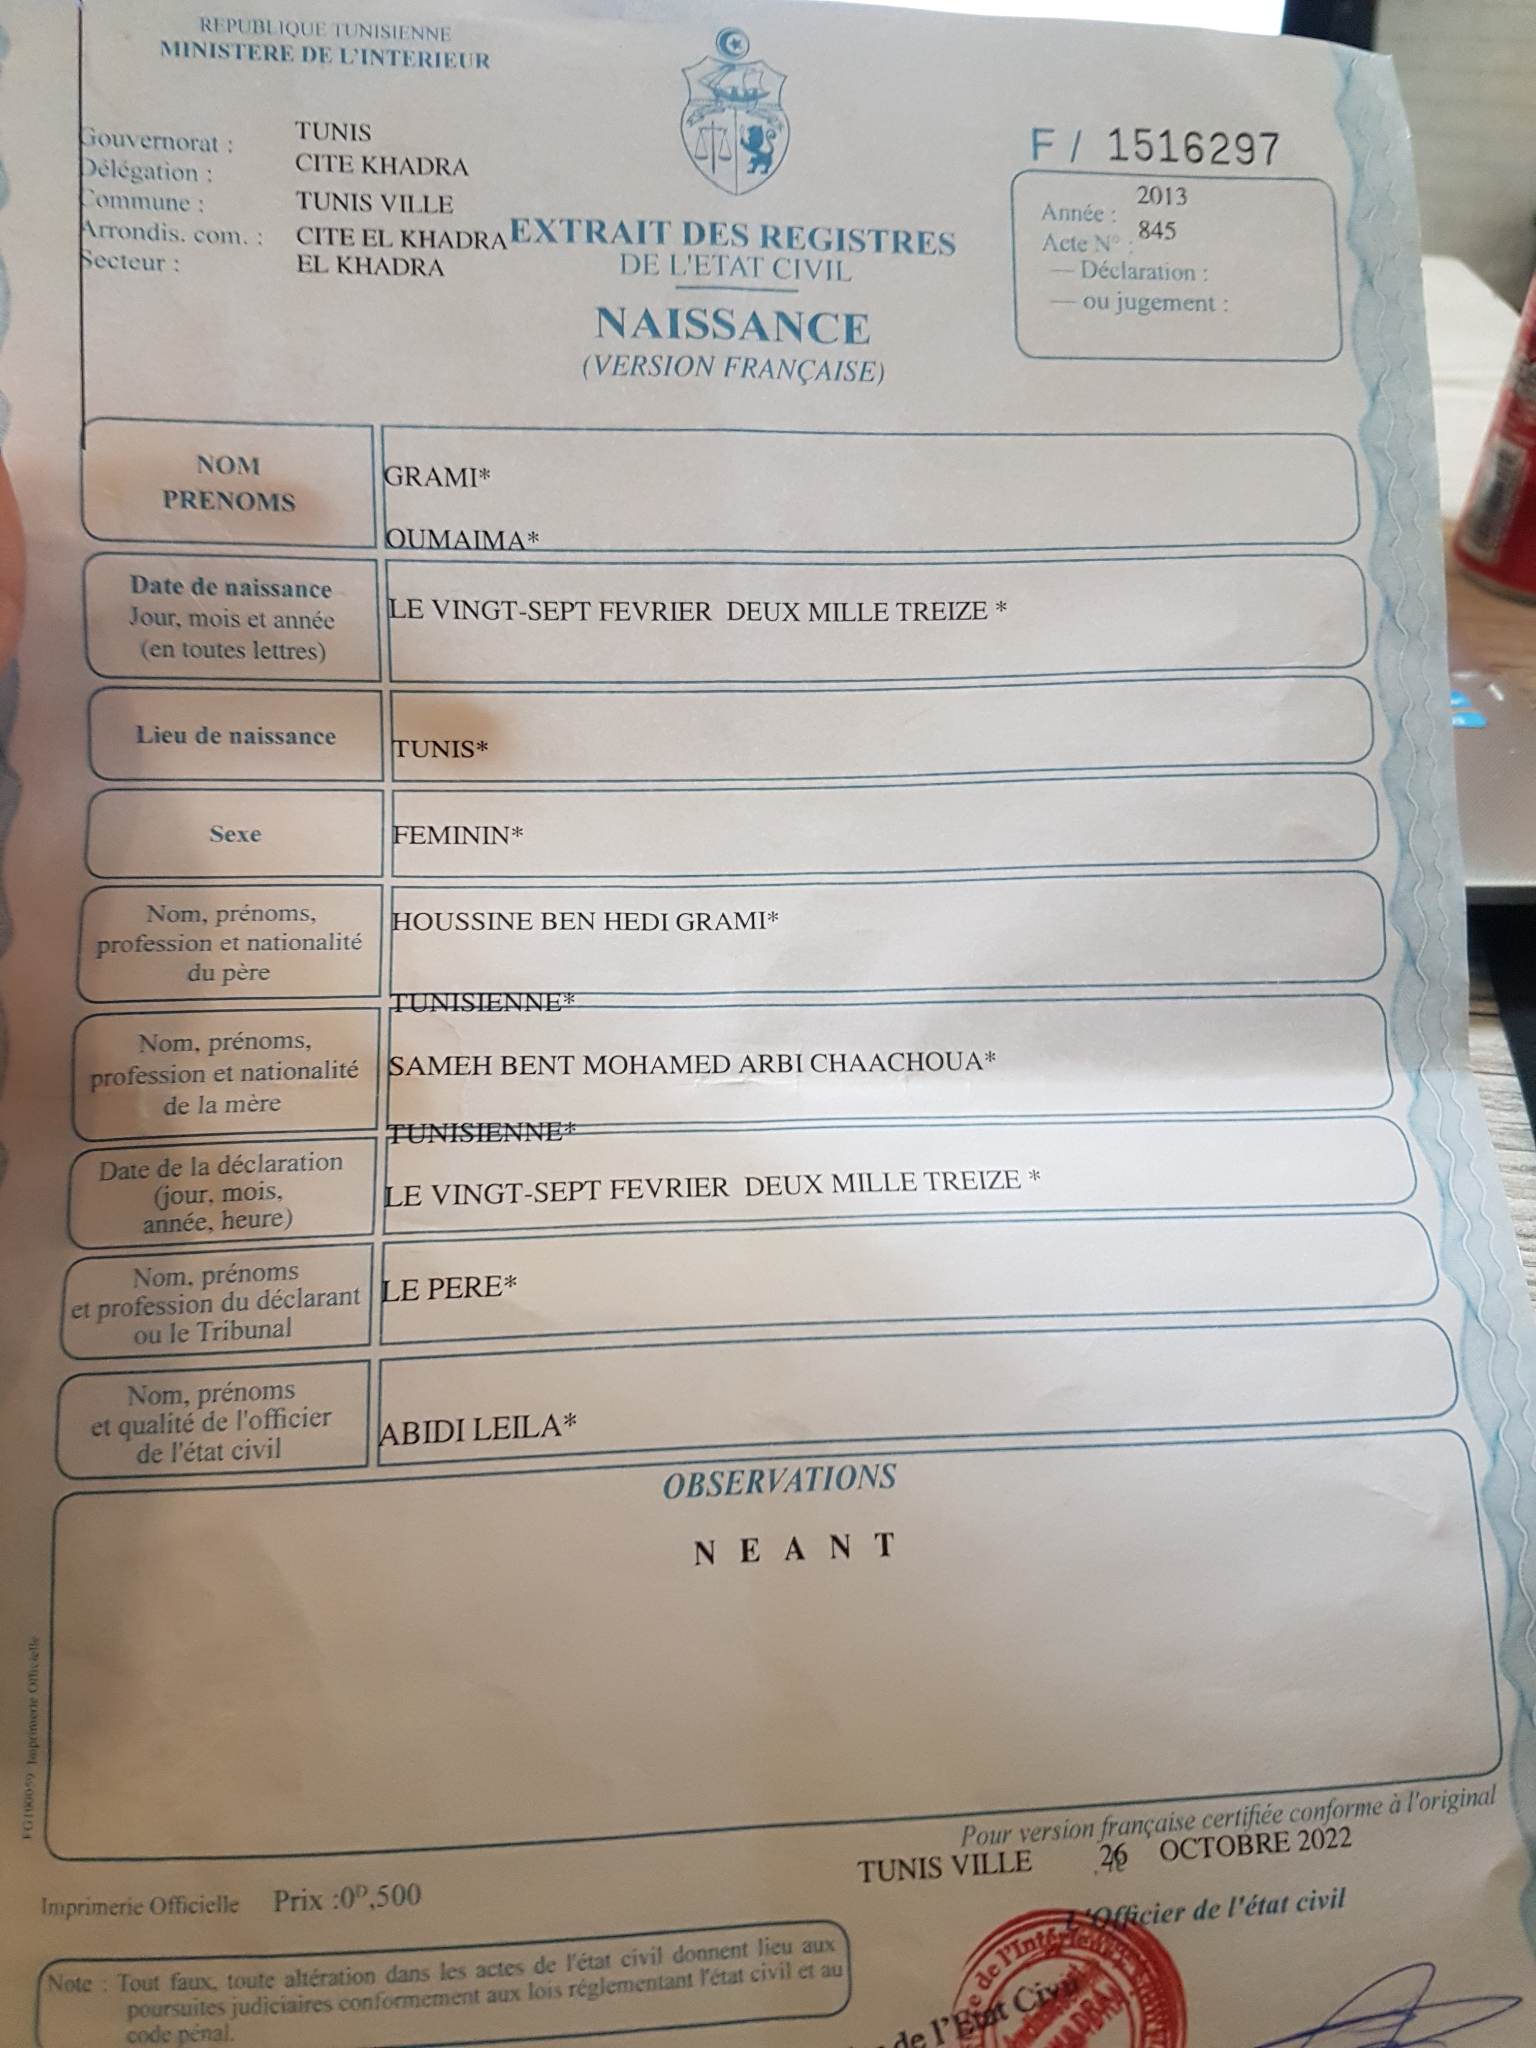 REPUBLIQUE TUNISIENNE
MINISTERE DE L'INTERIEUR
Gouvernorat : TUNIS
Délégation : CITE KHADRA
Commune : TUNIS VILLE
Arrondis. com. : CITE EL KHADRA
Secteur : EL KHADRA
EXTRAIT DES REGISTRES
DE L'ETAT CIVIL
NAISSANCE
(VERSION FRANÇAISE)
F / 1516297
Année : 2013
Acte N° : 845
— Déclaration :
— ou jugement :
NOM
PRENOMS
GRAMI*
OUMAIMA*
Date de naissance
Jour, mois et année
(en toutes lettres)
LE VINGT-SEPT FEVRIER DEUX MILLE TREIZE *
Lieu de naissance
TUNIS*
Sexe
FEMININ*
Nom, prénoms,
profession et nationalité
du père
HOUSSINE BEN HEDI GRAMI*
TUNISIENNE*
Nom, prénoms,
profession et nationalité
de la mère
SAMEH BENT MOHAMED ARBI CHAACHOUA*
TUNISIENNE*
Date de la déclaration
(jour, mois,
année, heure)
LE VINGT-SEPT FEVRIER DEUX MILLE TREIZE *
Nom, prénoms
et profession du déclarant
ou le Tribunal
LE PERE*
Nom, prénoms
et qualité de l'officier
de l'état civil
ABIDI LEILA*
OBSERVATIONS
N E A N T
Pour version française certifiée conforme à l'original
TUNIS VILLE 26 OCTOBRE 2022
L'Officier de l'état civil
Imprimerie Officielle Prix :0ᴰ,500
Note : Tout faux, toute altération dans les actes de l'état civil donnent lieu aux
poursuites judiciaires conformement aux lois réglementant l'état civil et au
code pénal.
Imprimerie Officielle
de l'Etat Civil
de l'Intérieur